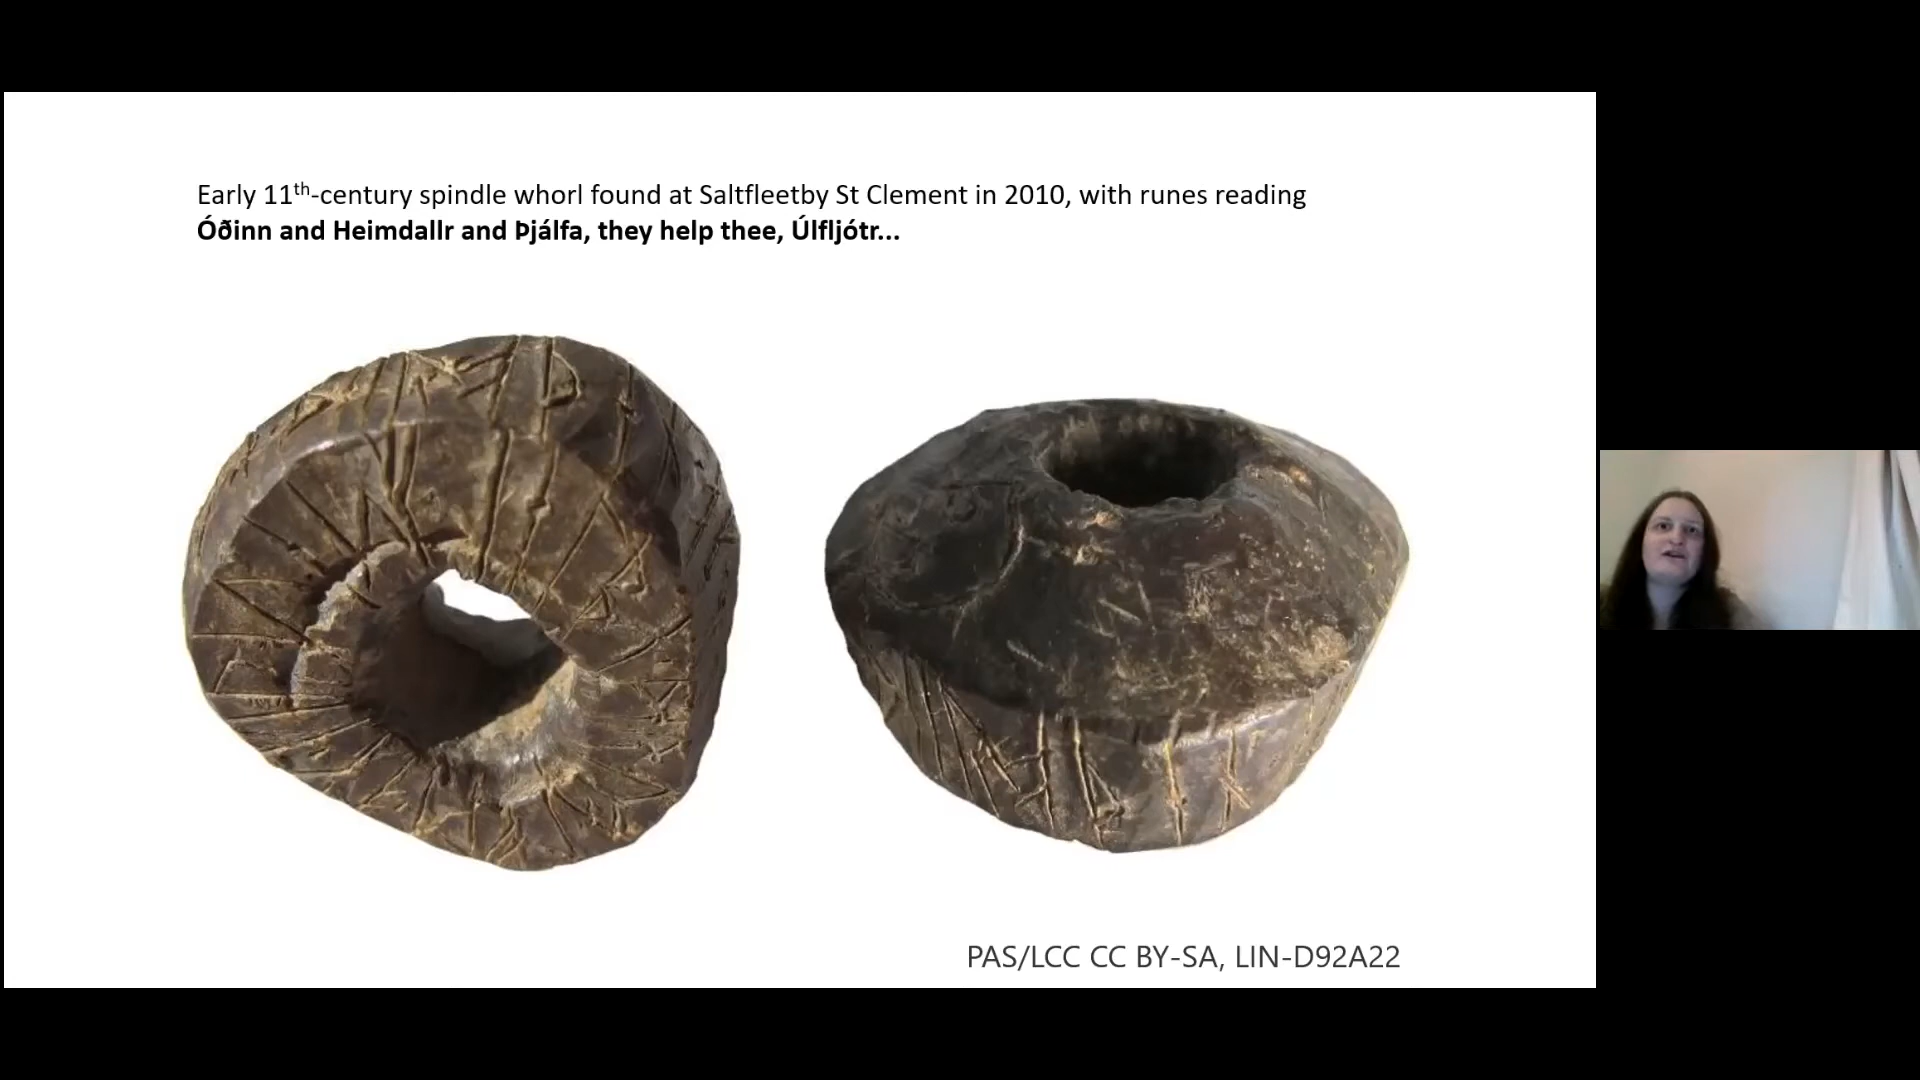 Early 11th-century spindle whorl found at Saltfleetby St Clement in 2010, with runes reading
Óðinn and Heimdallr and Þjálfa, they help thee, Úlfljótr...
PAS/LCC CC BY-SA, LIN-D92A22